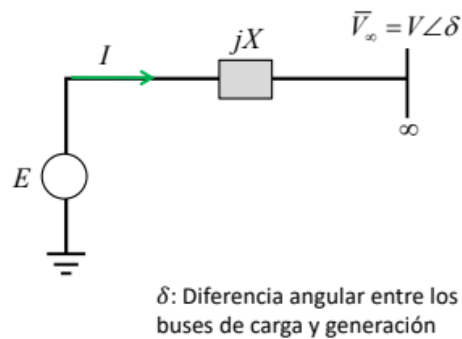 I
jX
V̅∞ = V∠δ
E
∞
δ: Diferencia angular entre los
buses de carga y generación